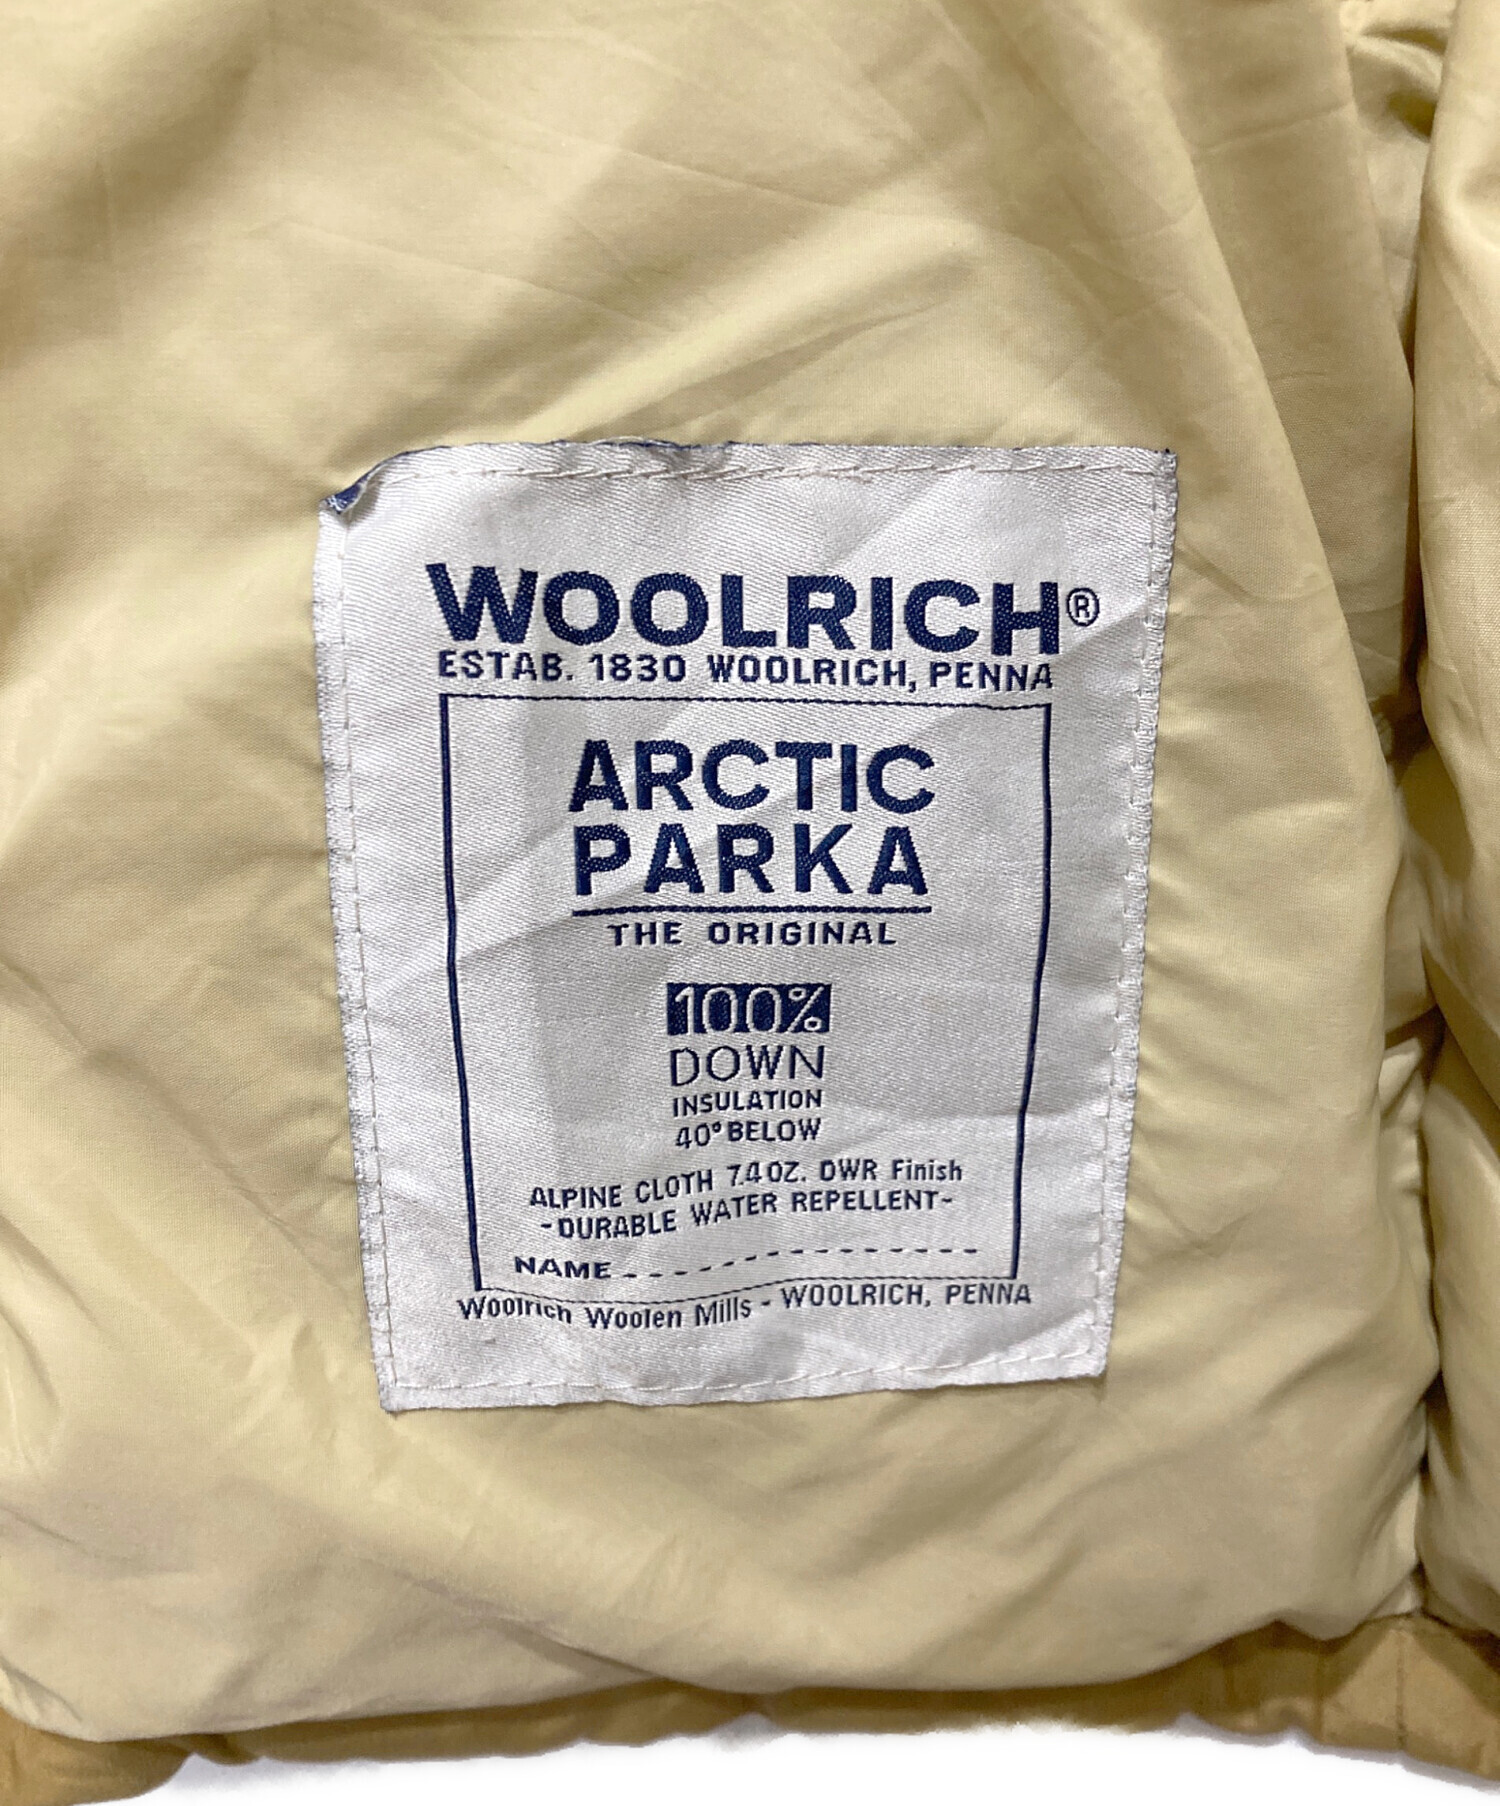 WOOLRICH®
ESTAB. 1830 WOOLRICH, PENNA
ARCTIC
PARKA
THE ORIGINAL
100%
DOWN
INSULATION
40° BELOW
ALPINE CLOTH 7.4 OZ. DWR Finish
-DURABLE WATER REPELLENT-
NAME
Woolrich Woolen Mills - WOOLRICH, PENNA